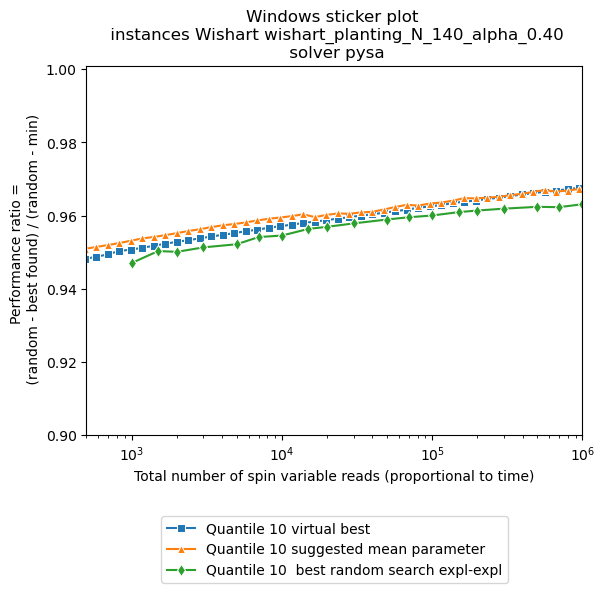 Windows sticker plot
instances Wishart wishart_planting_N_140_alpha_0.40
solver pysa
Performance ratio =
(random - best found) / (random - min)
1.00
0.98
0.96
0.94
0.92
0.90
10³
10⁴
10⁵
10⁶
Total number of spin variable reads (proportional to time)
Quantile 10 virtual best
Quantile 10 suggested mean parameter
Quantile 10  best random search expl-expl